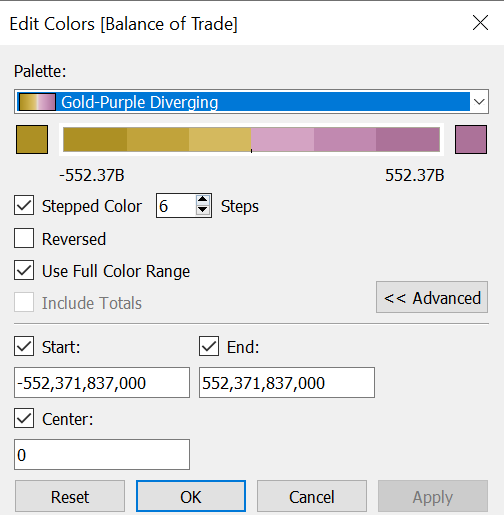 Edit Colors [Balance of Trade]
Palette:
Gold-Purple Diverging
-552.37B 552.37B
Stepped Color 6 Steps
Reversed
Use Full Color Range
Include Totals << Advanced
Start: End:
-552,371,837,000 552,371,837,000
Center:
0
Reset OK Cancel Apply